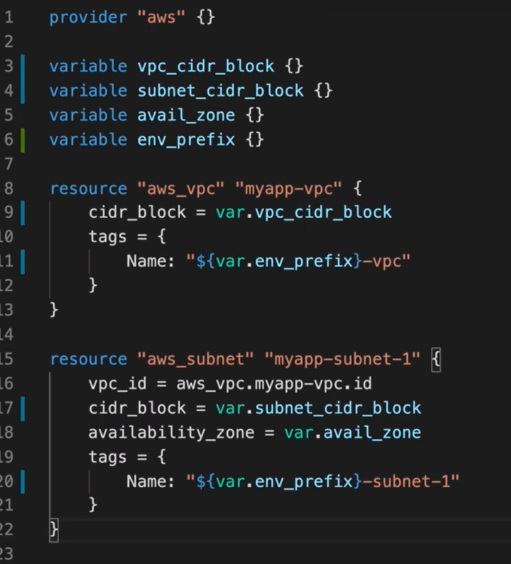 1 provider "aws" {}
2
3 variable vpc_cidr_block {}
4 variable subnet_cidr_block {}
5 variable avail_zone {}
6 variable env_prefix {}
7
8 resource "aws_vpc" "myapp-vpc" {
9 cidr_block = var.vpc_cidr_block
10 tags = {
11 Name: "${var.env_prefix}-vpc"
12 }
13 }
14
15 resource "aws_subnet" "myapp-subnet-1" {
16 vpc_id = aws_vpc.myapp-vpc.id
17 cidr_block = var.subnet_cidr_block
18 availability_zone = var.avail_zone
19 tags = {
20 Name: "${var.env_prefix}-subnet-1"
21 }
22 }
23